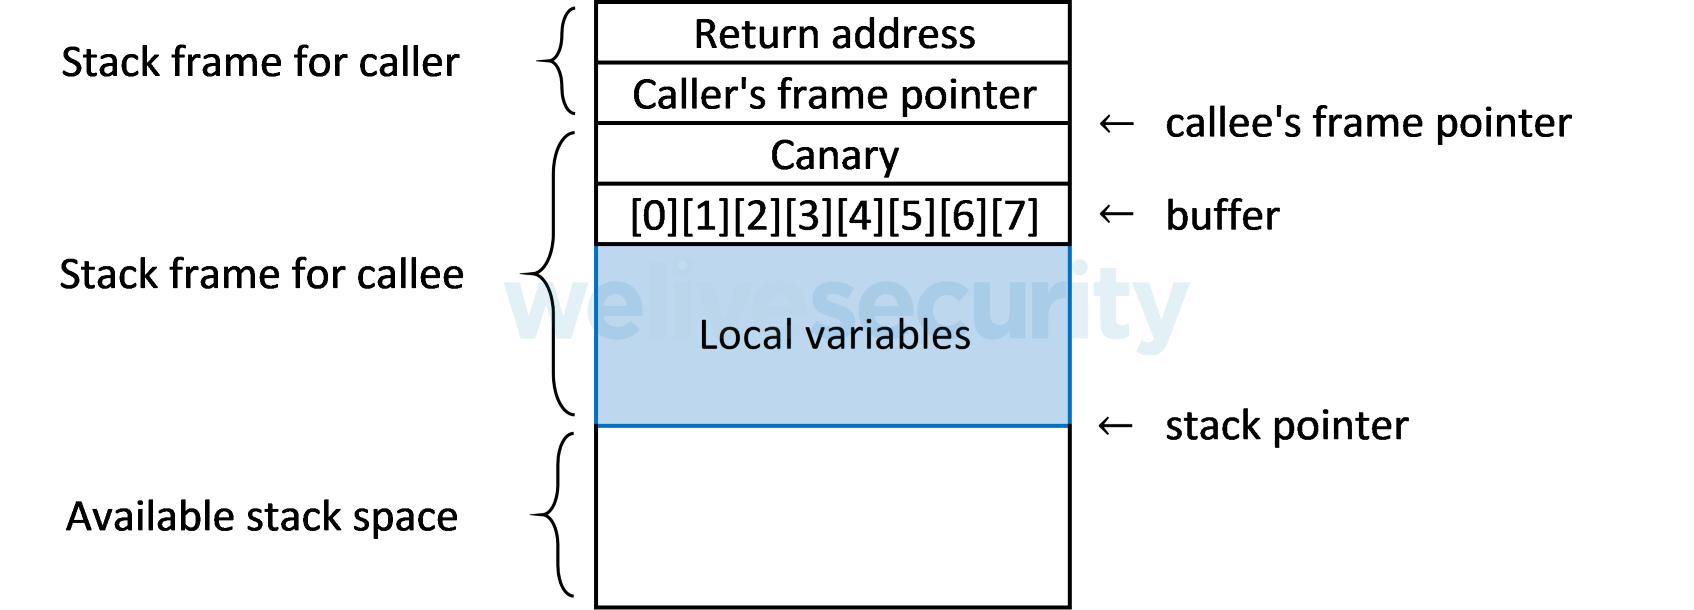 Return address
Stack frame for caller
Caller's frame pointer
← callee's frame pointer
Canary
[0][1][2][3][4][5][6][7] ← buffer
Stack frame for callee
welivesecurity
Local variables
← stack pointer
Available stack space